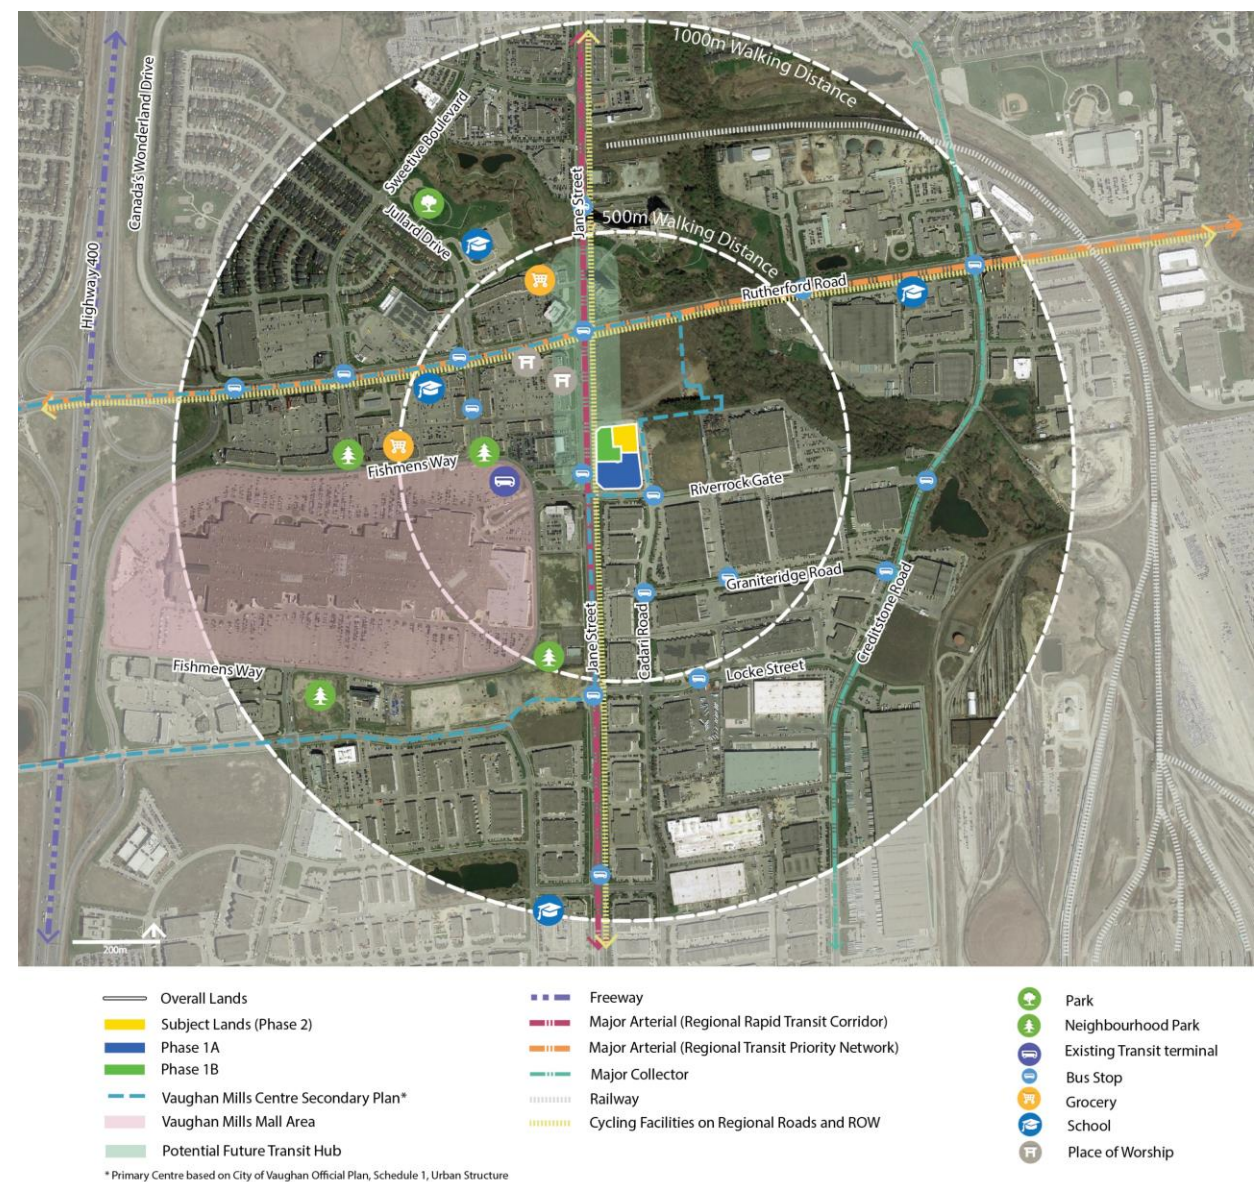 1000m Walking Distance
Canada's Wonderland Drive
Sweetive Boulevard
Jane Street
500m Walking Distance
Jullard Drive
Highway 400
Rutherford Road
Fishmens Way
Riverrock Gate
Graniteridge Road
Jane Street
Cadari Road
Creditstone Road
Fishmens Way
Locke Street
200m
Overall Lands
Subject Lands (Phase 2)
Phase 1A
Phase 1B
Vaughan Mills Centre Secondary Plan*
Vaughan Mills Mall Area
Potential Future Transit Hub
* Primary Centre based on City of Vaughan Official Plan, Schedule 1, Urban Structure
Freeway
Major Arterial (Regional Rapid Transit Corridor)
Major Arterial (Regional Transit Priority Network)
Major Collector
Railway
Cycling Facilities on Regional Roads and ROW
Park
Neighbourhood Park
Existing Transit terminal
Bus Stop
Grocery
School
Place of Worship